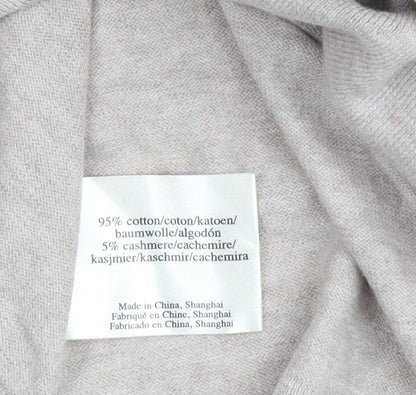 95% cotton/coton/katoen/
baumwolle/algodón
5% cashmere/cachemire/
kasjmier/kaschmir/cachemira
Made in China, Shanghai
Fabriqué en Chine, Shanghai
Fabricado en China, Shanghai